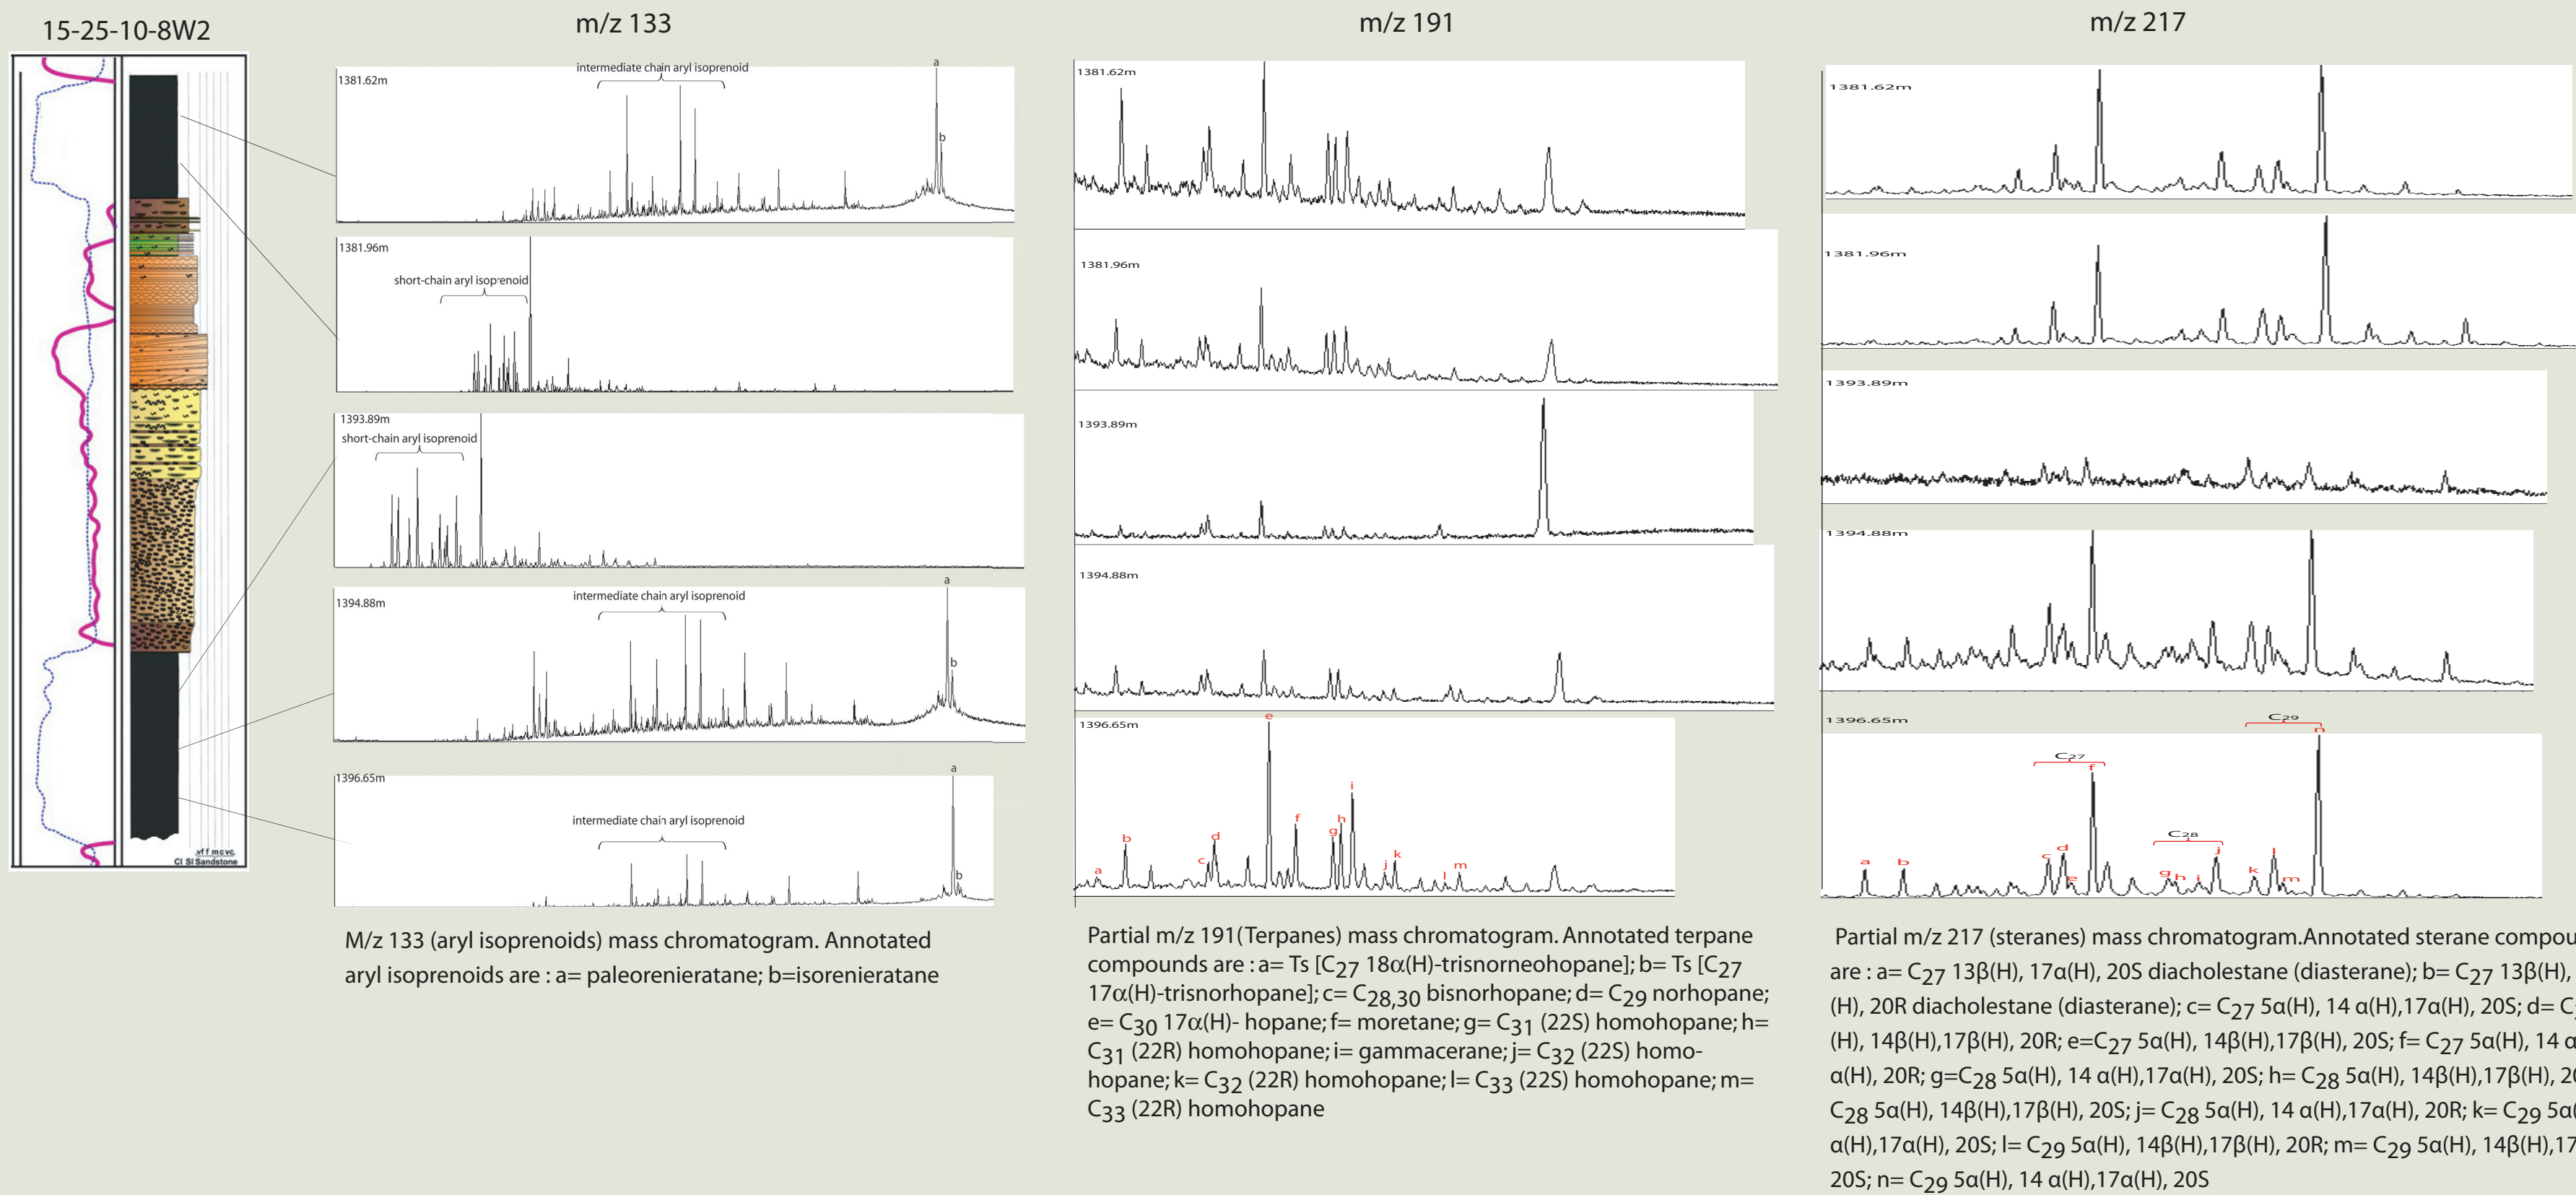 15-25-10-8W2
m/z 133
m/z 191
m/z 217
vf f m c vc
Cl SI Sandstone
1381.62m
intermediate chain aryl isoprenoid
a
b
1381.96m
short-chain aryl isoprenoid
1393.89m
short-chain aryl isoprenoid
1394.88m
intermediate chain aryl isoprenoid
a
b
1396.65m
intermediate chain aryl isoprenoid
a
b
M/z 133 (aryl isoprenoids) mass chromatogram. Annotated
aryl isoprenoids are : a= paleorenieratane; b=isorenieratane
1381.62m
1381.96m
1393.89m
1394.88m
1396.65m
a
b
c
d
e
f
g
h
i
j
k
l
m
Partial m/z 191(Terpanes) mass chromatogram. Annotated terpane
compounds are : a= Ts [C27 18α(H)-trisnorneohopane]; b= Ts [C27
17α(H)-trisnorhopane]; c= C28,30 bisnorhopane; d= C29 norhopane;
e= C30 17α(H)- hopane; f= moretane; g= C31 (22S) homohopane; h=
C31 (22R) homohopane; i= gammacerane; j= C32 (22S) homo-
hopane; k= C32 (22R) homohopane; l= C33 (22S) homohopane; m=
C33 (22R) homohopane
1381.62m
1381.96m
1393.89m
1394.88m
1396.65m
C27
C28
C29
a
b
c
d
e
f
g
h
i
j
k
l
m
n
Partial m/z 217 (steranes) mass chromatogram.Annotated sterane compou
are : a= C27 13β(H), 17α(H), 20S diacholestane (diasterane); b= C27 13β(H),
(H), 20R diacholestane (diasterane); c= C27 5α(H), 14 α(H),17α(H), 20S; d= C
(H), 14β(H),17β(H), 20R; e=C27 5α(H), 14β(H),17β(H), 20S; f= C27 5α(H), 14 α
α(H), 20R; g=C28 5α(H), 14 α(H),17α(H), 20S; h= C28 5α(H), 14β(H),17β(H), 20
C28 5α(H), 14β(H),17β(H), 20S; j= C28 5α(H), 14 α(H),17α(H), 20R; k= C29 5α(
α(H),17α(H), 20S; l= C29 5α(H), 14β(H),17β(H), 20R; m= C29 5α(H), 14β(H),17
20S; n= C29 5α(H), 14 α(H),17α(H), 20S